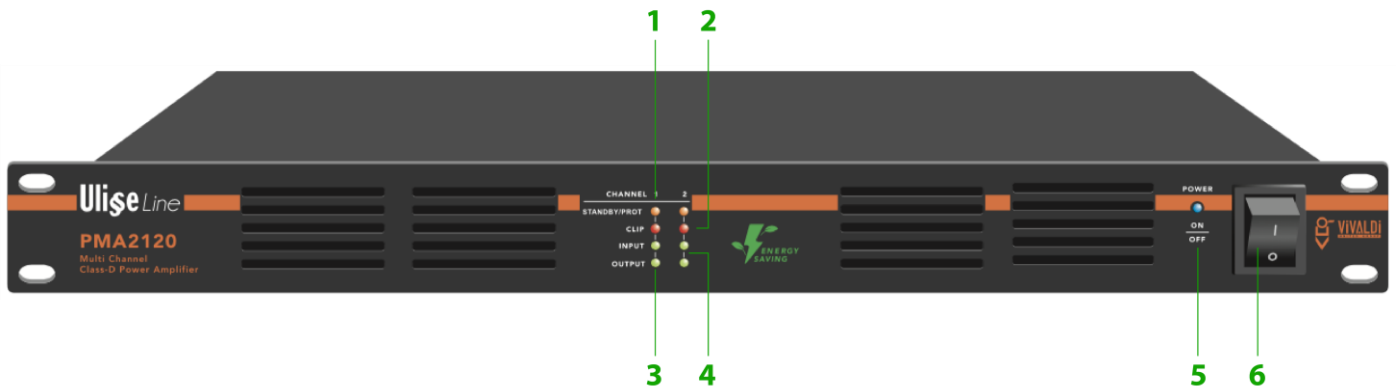 1 2
Ulisse Line
PMA2120
Multi Channel
Class-D Power Amplifier
CHANNEL 1 2
STANDBY/PROT
CLIP
INPUT
OUTPUT
ENERGY
SAVING
POWER
ON
OFF
I
O
VIVALDI
3 4 5 6